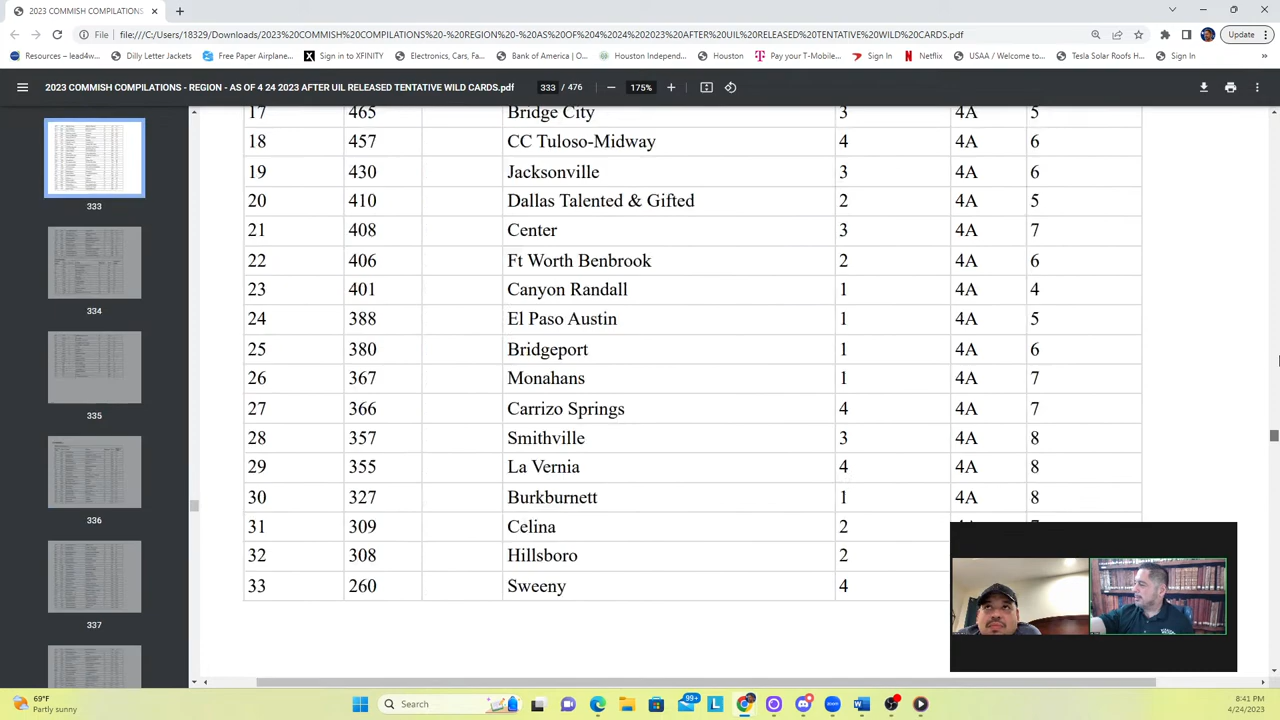 2023 COMMISH COMPILATIONS
File file:///C:/Users/18329/Downloads/2023%20COMMISH%20COMPILATIONS%20-%20REGION%20-%20AS%20OF%204%2024%202023%20AFTER%20UIL%20RELEASED%20TENTATIVE%20WILD%20CARDS.pdf Update
Resources – lead4w... Dilly Letter Jackets Free Paper Airplane... Sign in to XFINITY Electronics, Cars, Fa... Bank of America | O... Houston Independ... Houston Pay your T-Mobile... Sign In Netflix USAA / Welcome to... Tesla Solar Roofs H... Sign In »
2023 COMMISH COMPILATIONS - REGION - AS OF 4 24 2023 AFTER UIL RELEASED TENTATIVE WILD CARDS.pdf 333 / 476 175%
17 465 Bridge City 3 4A 5
18 457 CC Tuloso-Midway 4 4A 6
19 430 Jacksonville 3 4A 6
20 410 Dallas Talented & Gifted 2 4A 5
21 408 Center 3 4A 7
22 406 Ft Worth Benbrook 2 4A 6
23 401 Canyon Randall 1 4A 4
24 388 El Paso Austin 1 4A 5
25 380 Bridgeport 1 4A 6
26 367 Monahans 1 4A 7
27 366 Carrizo Springs 4 4A 7
28 357 Smithville 3 4A 8
29 355 La Vernia 4 4A 8
30 327 Burkburnett 1 4A 8
31 309 Celina 2
32 308 Hillsboro 2
33 260 Sweeny 4
333
334
335
336
337
69°F
Partly sunny
Search
99+
zoom
8:41 PM
4/24/2023